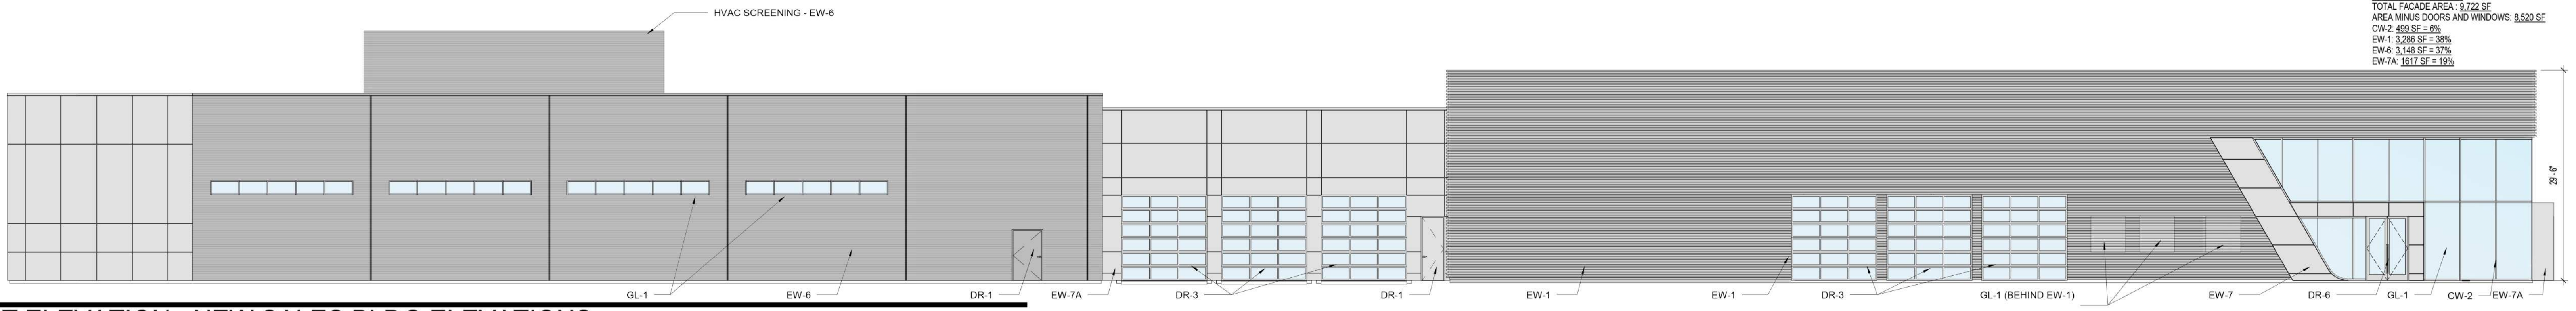 HVAC SCREENING - EW-6
TOTAL FACADE AREA : 9,722 SF
AREA MINUS DOORS AND WINDOWS: 8,520 SF
CW-2: 499 SF = 6%
EW-1: 3,286 SF = 38%
EW-6: 3,148 SF = 37%
EW-7A: 1617 SF = 19%
29' - 6"
GL-1
EW-6
DR-1
EW-7A
DR-3
DR-1
EW-1
EW-1
DR-3
GL-1 (BEHIND EW-1)
EW-7
DR-6
GL-1
CW-2
EW-7A